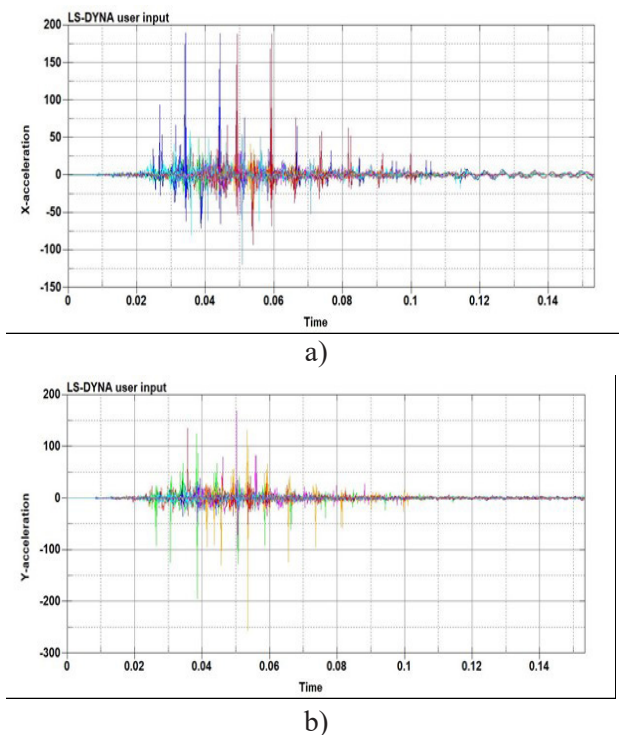 LS-DYNA user input
200
150
100
50
0
-50
-100
-150
X-acceleration
0 0.02 0.04 0.06 0.08 0.1 0.12 0.14
Time
a)
LS-DYNA user input
200
100
0
-100
-200
-300
Y-acceleration
0 0.02 0.04 0.06 0.08 0.1 0.12 0.14
Time
b)